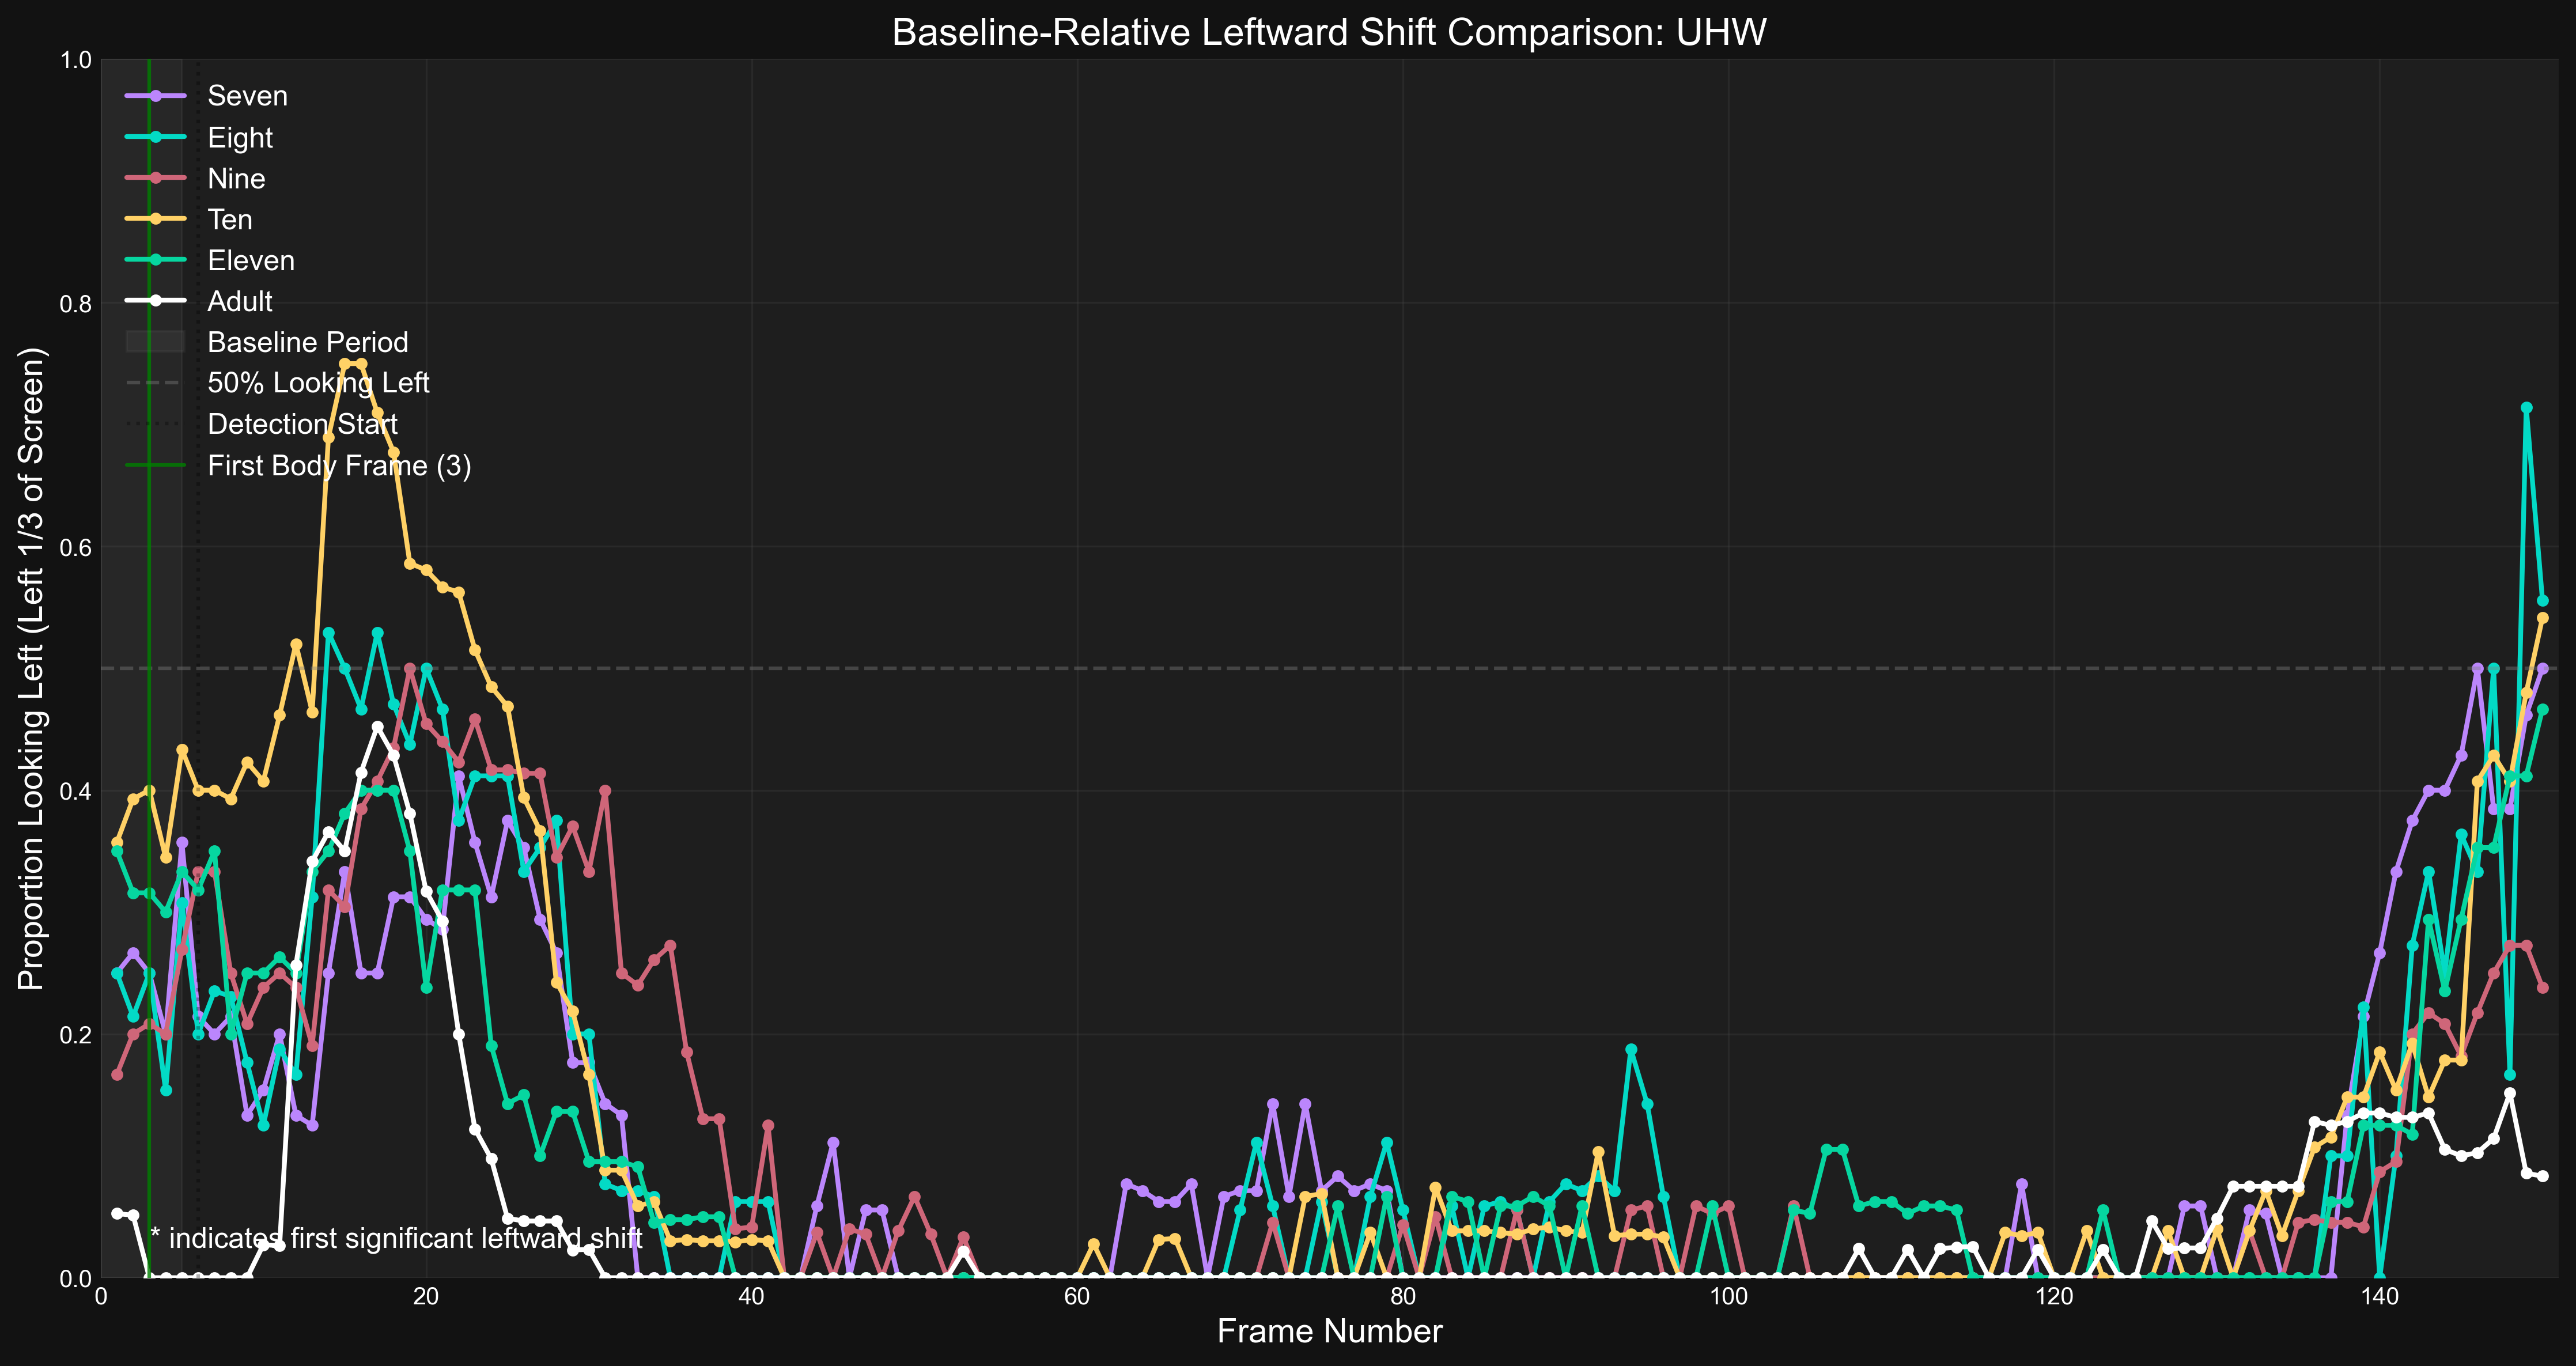 Baseline-Relative Leftward Shift Comparison: UHW
Proportion Looking Left (Left 1/3 of Screen)
1.0
0.8
0.6
0.4
0.2
0.0
Seven
Eight
Nine
Ten
Eleven
Adult
Baseline Period
50% Looking Left
Detection Start
First Body Frame (3)
* indicates first significant leftward shift
0 20 40 60 80 100 120 140
Frame Number